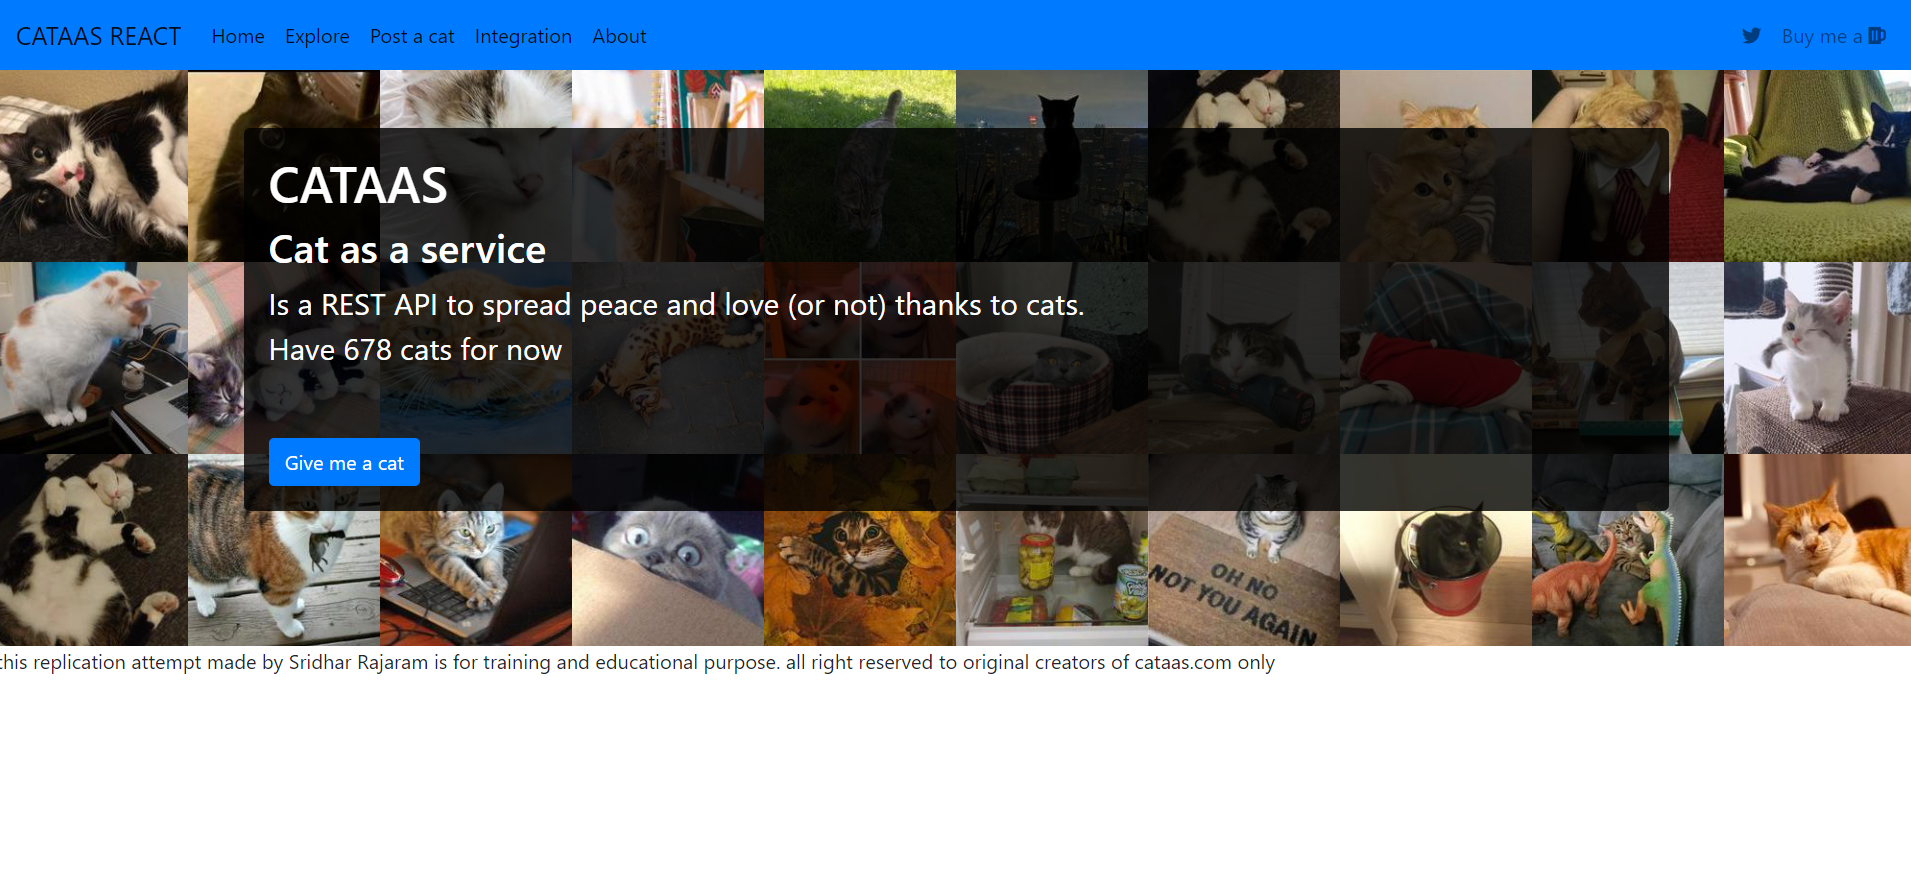 CATAAS REACT
Home
Explore
Post a cat
Integration
About
Buy me a
CATAAS
Cat as a service
Is a REST API to spread peace and love (or not) thanks to cats.
Have 678 cats for now
Give me a cat
OH NO
NOT YOU AGAIN
this replication attempt made by Sridhar Rajaram is for training and educational purpose. all right reserved to original creators of cataas.com only